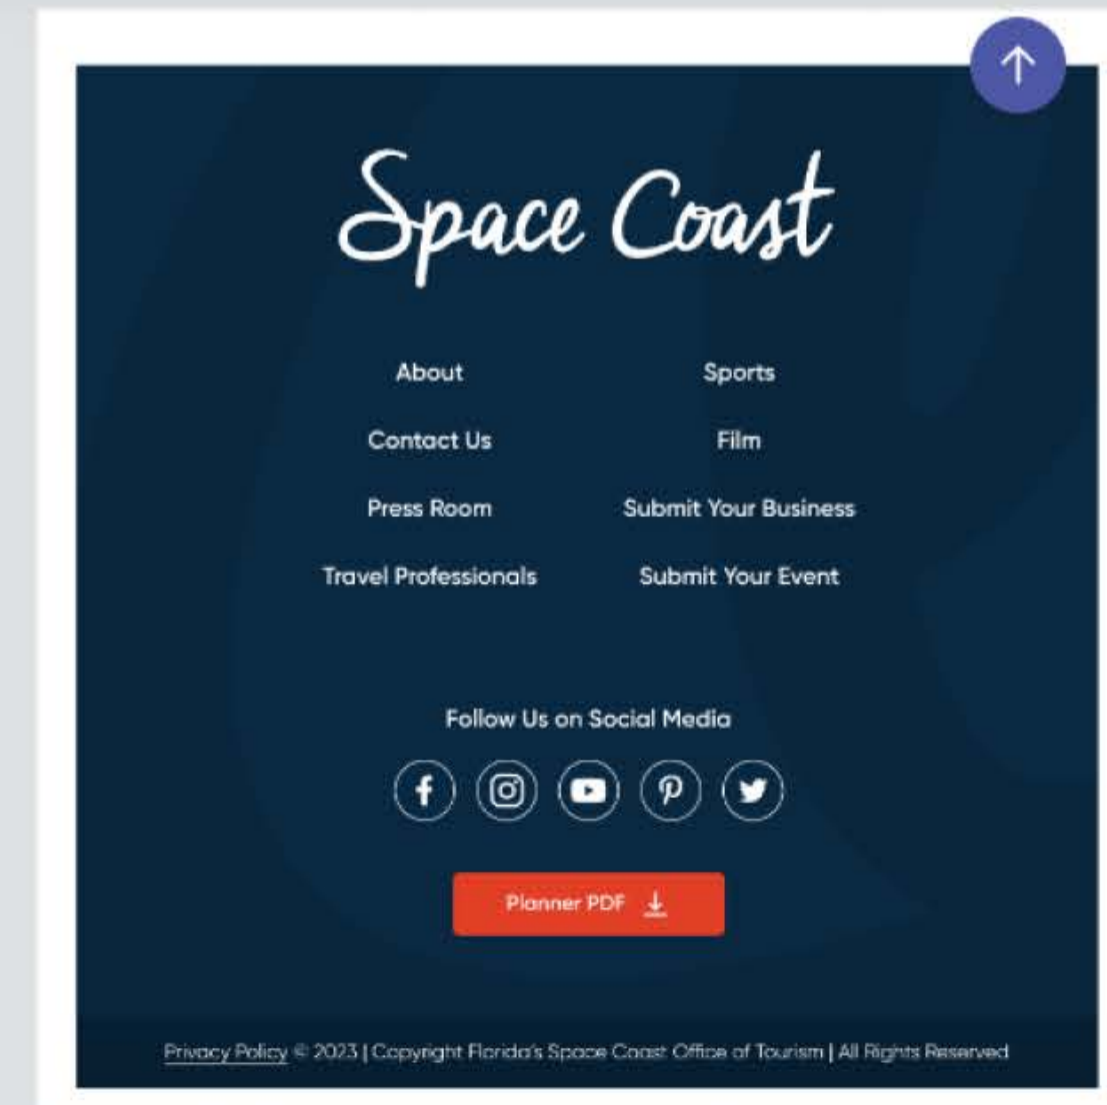 Space Coast
About
Sports
Contact Us
Film
Press Room
Submit Your Business
Travel Professionals
Submit Your Event
Follow Us on Social Media
Planner PDF
Privacy Policy © 2023 | Copyright Florida's Space Coast Office of Tourism | All Rights Reserved